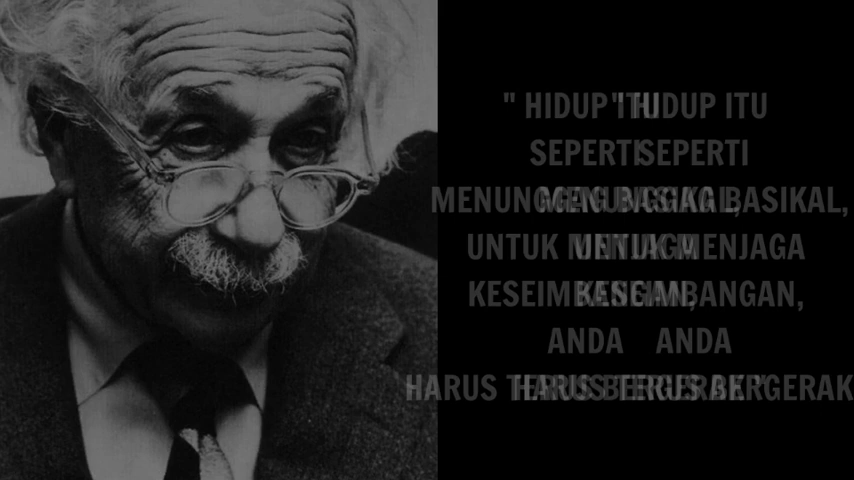 " HIDUP ITU
SEPERTI
MENUNGGANG BASIKAL,
UNTUK MENJAGA
KESEIMBANGAN,
ANDA
HARUS TERUS BERGERAK "